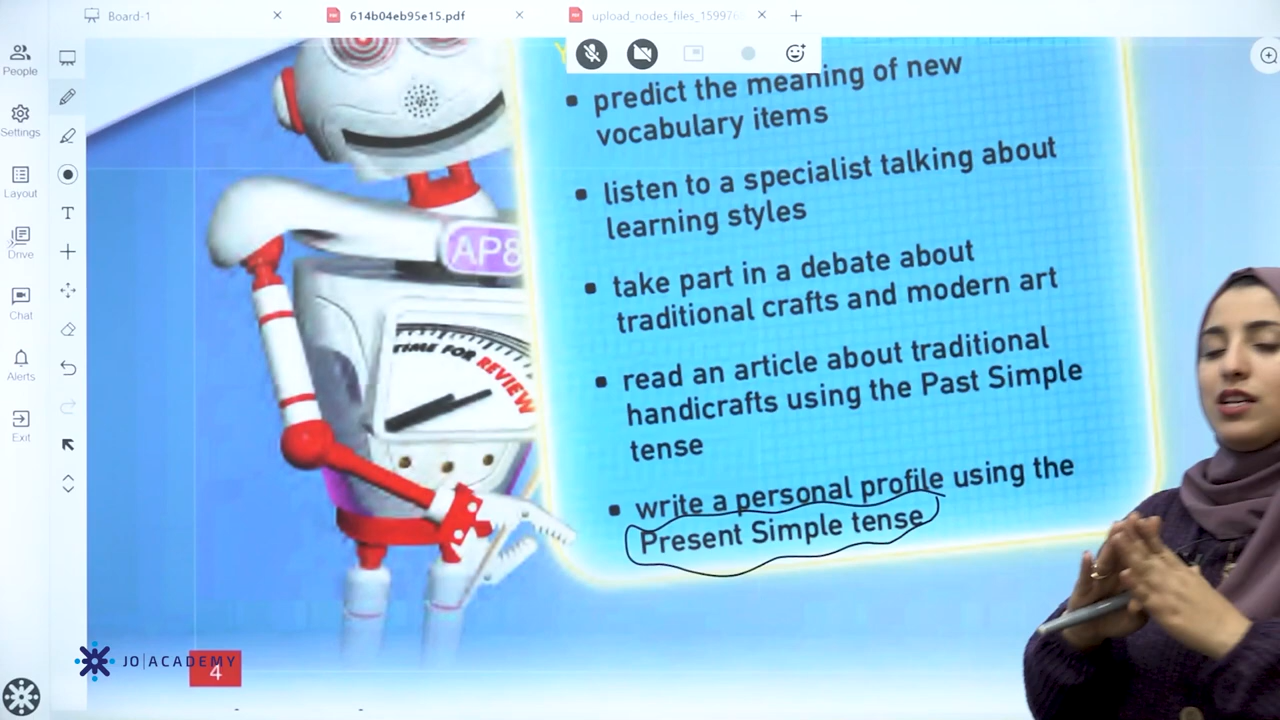 Board-1
614b04eb95e15.pdf
upload_nodes_files_15997
People
Settings
Layout
Drive
Chat
Alerts
Exit
T
predict the meaning of new
vocabulary items
listen to a specialist talking about
learning styles
take part in a debate about
traditional crafts and modern art
read an article about traditional
handicrafts using the Past Simple
tense
write a personal profile using the
Present Simple tense
AP8
TIME FOR REVIEW
JO ACADEMY
4